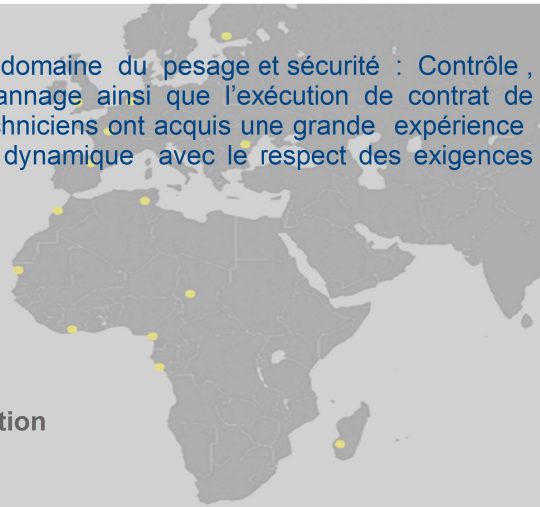 domaine du pesage et sécurité : Contrôle ,
annage ainsi que l’exécution de contrat de
chniciens ont acquis une grande expérience
dynamique avec le respect des exigences
tion